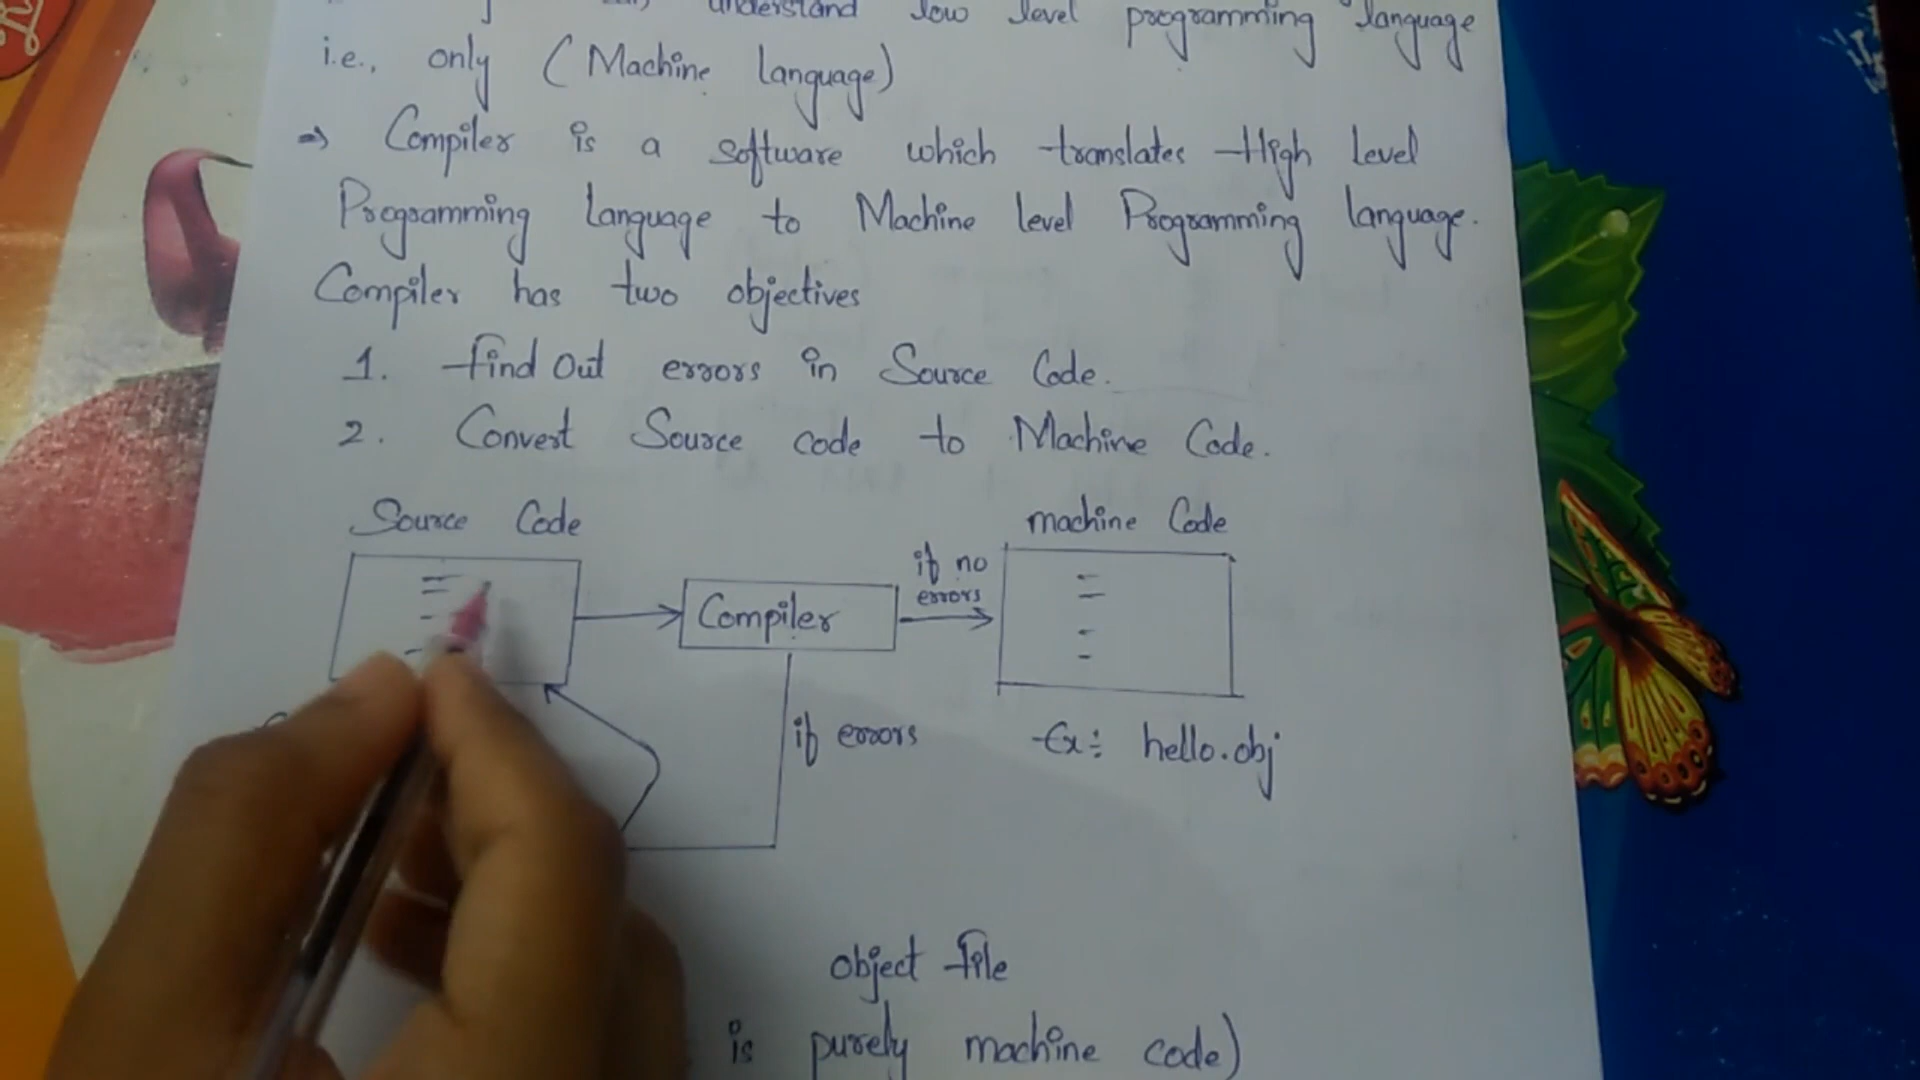 understand low level programming language
i.e., only (Machine language)
⇒ Compiler is a software which translates High Level
Programming Language to Machine level Programming language.
Compiler has two objectives
1. Find Out errors in Source Code.
2. Convert Source code to Machine Code.
Source Code
machine Code
if no
errors
Compiler
if errors
Ex: hello.obj
object file
is purely machine code)